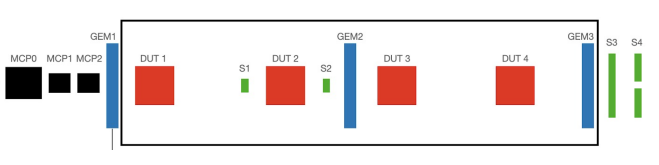 MCP0 MCP1 MCP2 GEM1 DUT 1 S1 DUT 2 S2 GEM2 DUT 3 DUT 4 GEM3 S3 S4